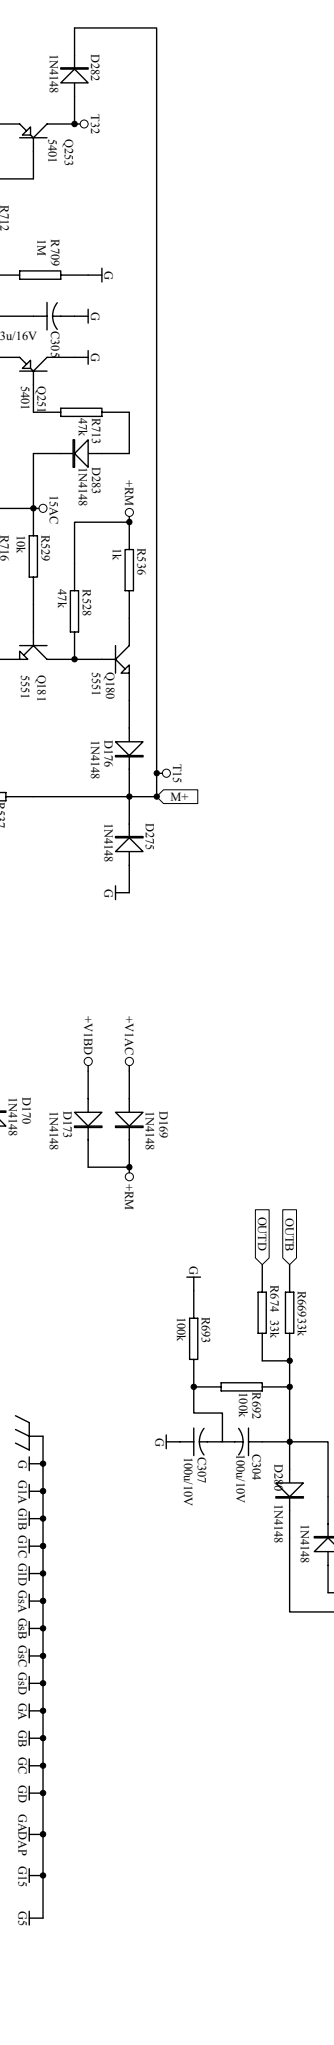 D282
1N4148
T32
Q253
5401
R712
R709
1M
G
G
3u/16V
C305
G
Q251
5401
R713
47k
D283
1N4148
+RM
15AC
R529
10k
R716
R536
1k
R528
47k
Q181
5551
Q180
5551
D176
1N4148
T15
M+
R537
D275
1N4148
G
+V1BD
+V1AC
D170
1N4148
D173
1N4148
D169
1N4148
+RM
OUTD
OUTB
R674 33k
R669 33k
G
R693
100k
R692
100k
G
C307
100u/10V
C304
100u/10V
1N4148
1N4148
G
G1A
G1B
G1C
G1D
GsA
GsB
GsC
GsD
GA
GB
GC
GD
GADAP
G15
G5